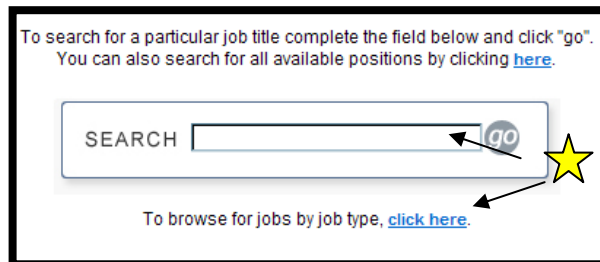 To search for a particular job title complete the field below and click "go".
You can also search for all available positions by clicking here.
SEARCH go
To browse for jobs by job type, click here.